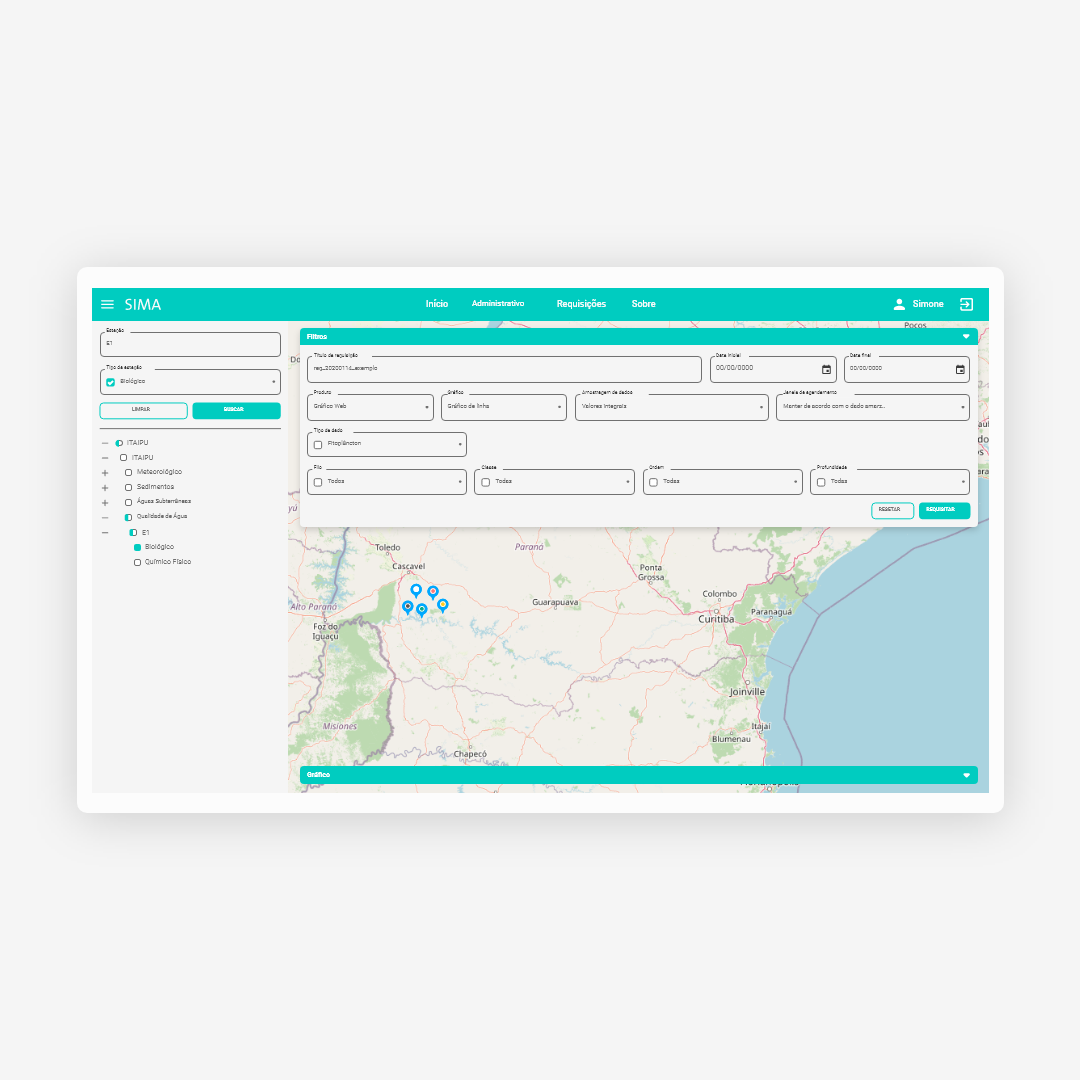 SIMA
Início
Administrativo
Requisições
Sobre
Simone
Estação
E1
Tipo de estação
Biológico
LIMPAR
BUSCAR
ITAIPU
ITAIPU
Meteorológico
Sedimentos
Águas Subterrâneas
Qualidade de Água
E1
Biológico
Químico Físico
Filtros
Título de requisição
req_20200114_exemplo
Data inicial
00/00/0000
Data final
00/00/0000
Produto
Gráfico Web
Gráfico
Gráfico de linha
Amostragem de dados
Valores Integrais
Janela de agendamento
Manter de acordo com o dado amars...
Tipo de dado
Fitoplâncton
Filo
Todos
Classe
Todas
Ordem
Todas
Profundidade
Todas
RESETAR
REQUISITAR
Poços
Toledo
Cascavel
Paraná
Ponta
Grossa
Guarapuava
Colombo
Curitiba
Paranaguá
Alto Paraná
Foz do
Iguaçu
Joinville
Misiones
Itajaí
Blumenau
Chapecó
Gráfico